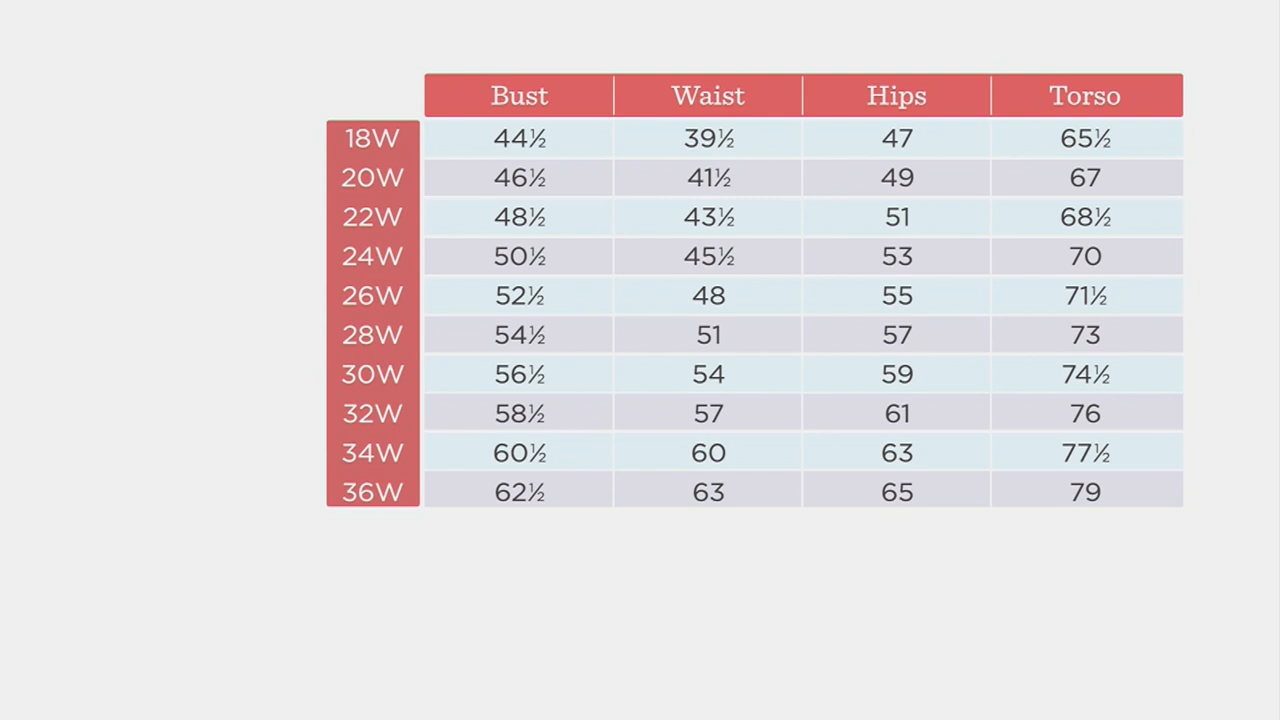 Bust Waist Hips Torso
18W 44½ 39½ 47 65½
20W 46½ 41½ 49 67
22W 48½ 43½ 51 68½
24W 50½ 45½ 53 70
26W 52½ 48 55 71½
28W 54½ 51 57 73
30W 56½ 54 59 74½
32W 58½ 57 61 76
34W 60½ 60 63 77½
36W 62½ 63 65 79